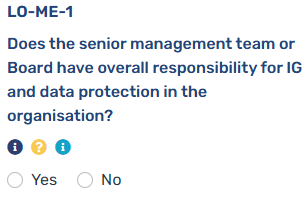 LO-ME-1
Does the senior management team or
Board have overall responsibility for IG
and data protection in the
organisation?
i ? i
Yes No